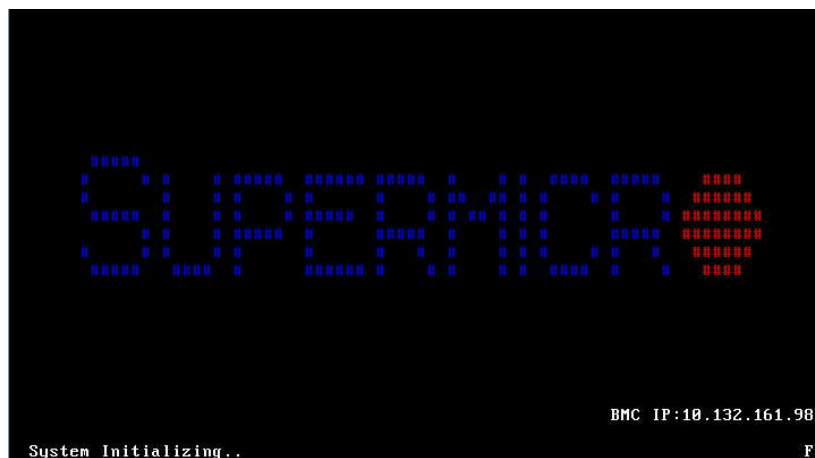 SUPERMICRO
BMC IP:10.132.161.98
System Initializing..
F